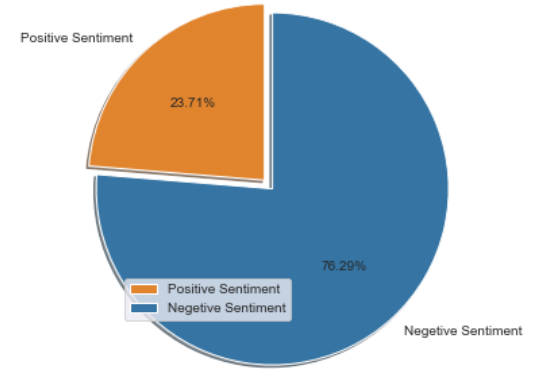 Positive Sentiment
23.71%
76.29%
Positive Sentiment
Negetive Sentiment
Negetive Sentiment